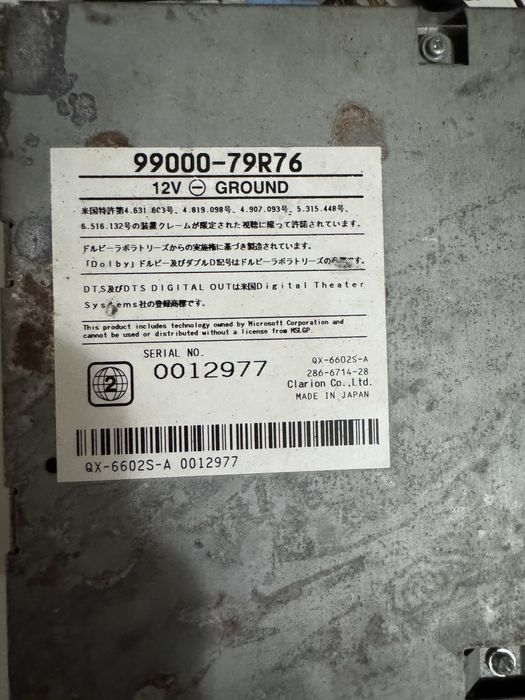 99000-79R76
12V ⊖ GROUND
米国特許第4.631.603号、4.819.098号、4.907.093号、5.315.448号、
6.516.132号の装置クレームが限定された視聴に限って許諾されています。
ドルビーラボラトリーズからの実施権に基づき製造されています。
「Dolby」ドルビー及びダブルD記号はドルビーラボラトリーズの商標です。
DTS及びDTS DIGITAL OUTは米国Digital Theater
Systems社の登録商標です。
This product includes technology owned by Microsoft Corporation and
cannot be used or distributed without a license from MSLGP.
SERIAL NO.
2
0012977
QX-6602S-A
286-6714-28
Clarion Co.,Ltd.
MADE IN JAPAN
QX-6602S-A 0012977